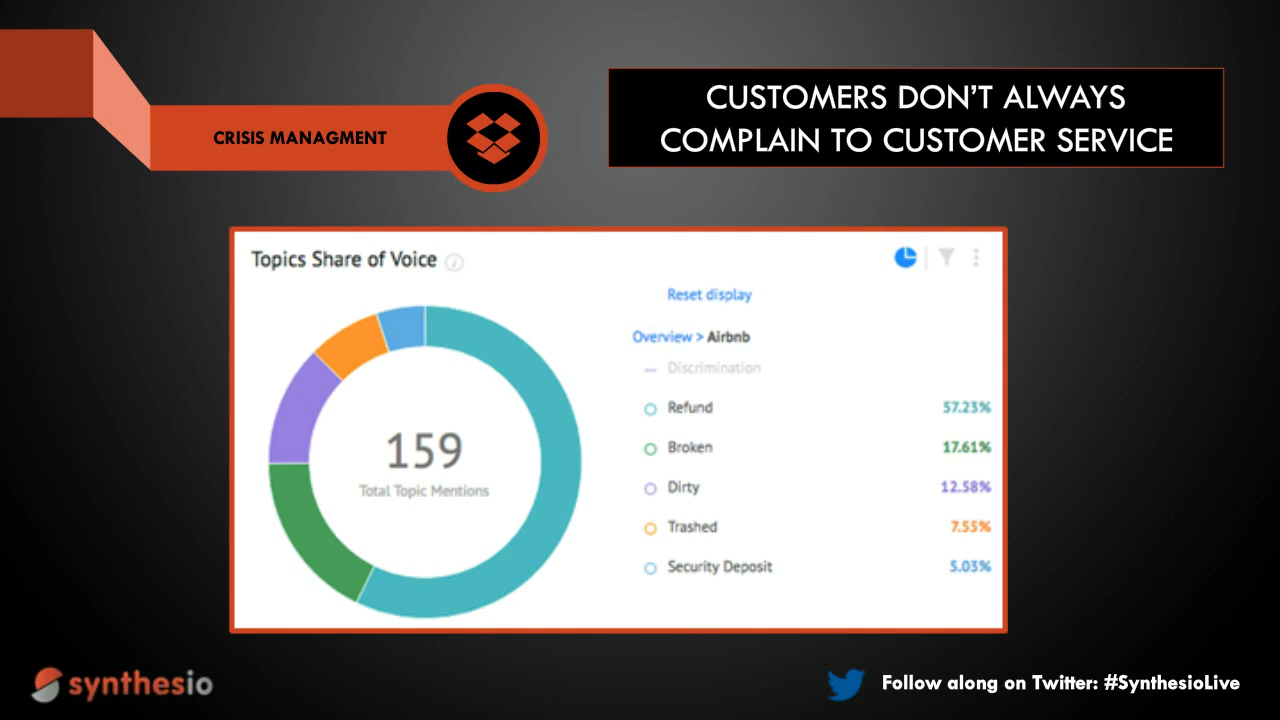 CRISIS MANAGMENT
CUSTOMERS DON'T ALWAYS
COMPLAIN TO CUSTOMER SERVICE
Topics Share of Voice i
Reset display
Overview > Airbnb
Discrimination
Refund 57.23%
Broken 17.61%
Dirty 12.58%
Trashed 7.55%
Security Deposit 5.03%
159
Total Topic Mentions
synthesio
Follow along on Twitter: #SynthesioLive